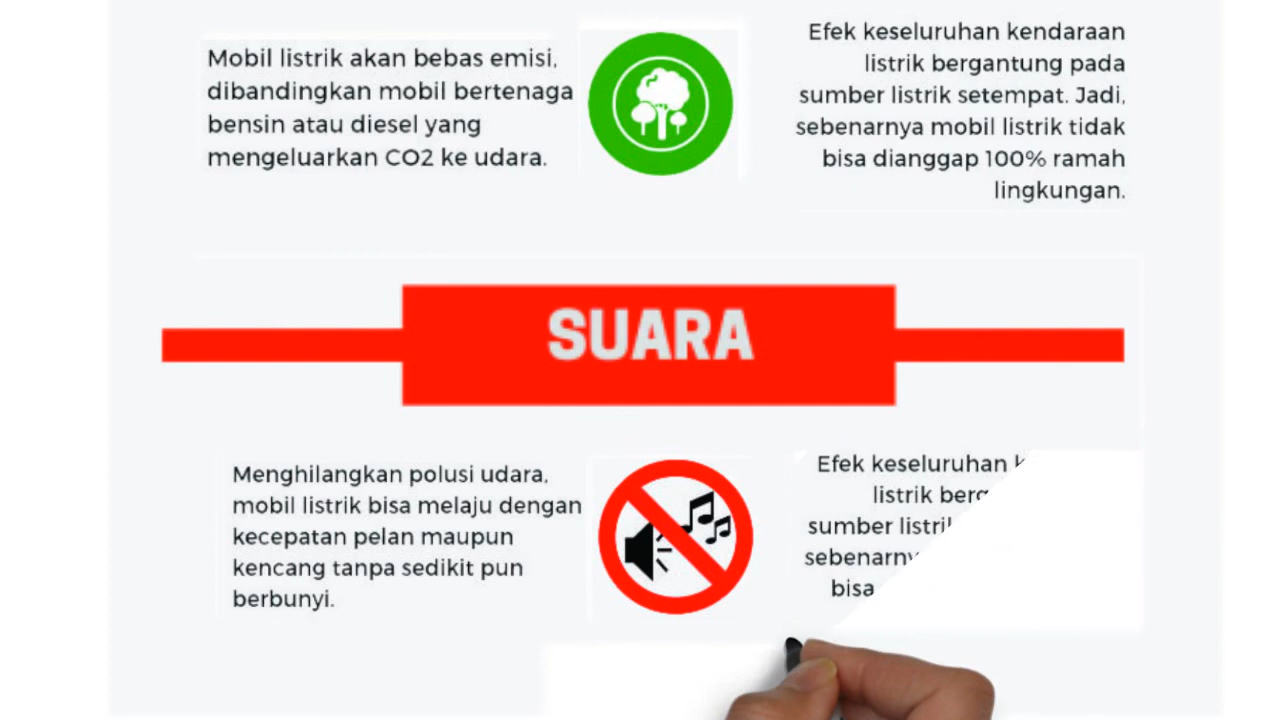 Mobil listrik akan bebas emisi,
dibandingkan mobil bertenaga
bensin atau diesel yang
mengeluarkan CO2 ke udara.
Efek keseluruhan kendaraan
listrik bergantung pada
sumber listrik setempat. Jadi,
sebenarnya mobil listrik tidak
bisa dianggap 100% ramah
lingkungan.
SUARA
Menghilangkan polusi udara,
mobil listrik bisa melaju dengan
kecepatan pelan maupun
kencang tanpa sedikit pun
berbunyi.
Efek keseluruhan
listrik
sumber
bisa